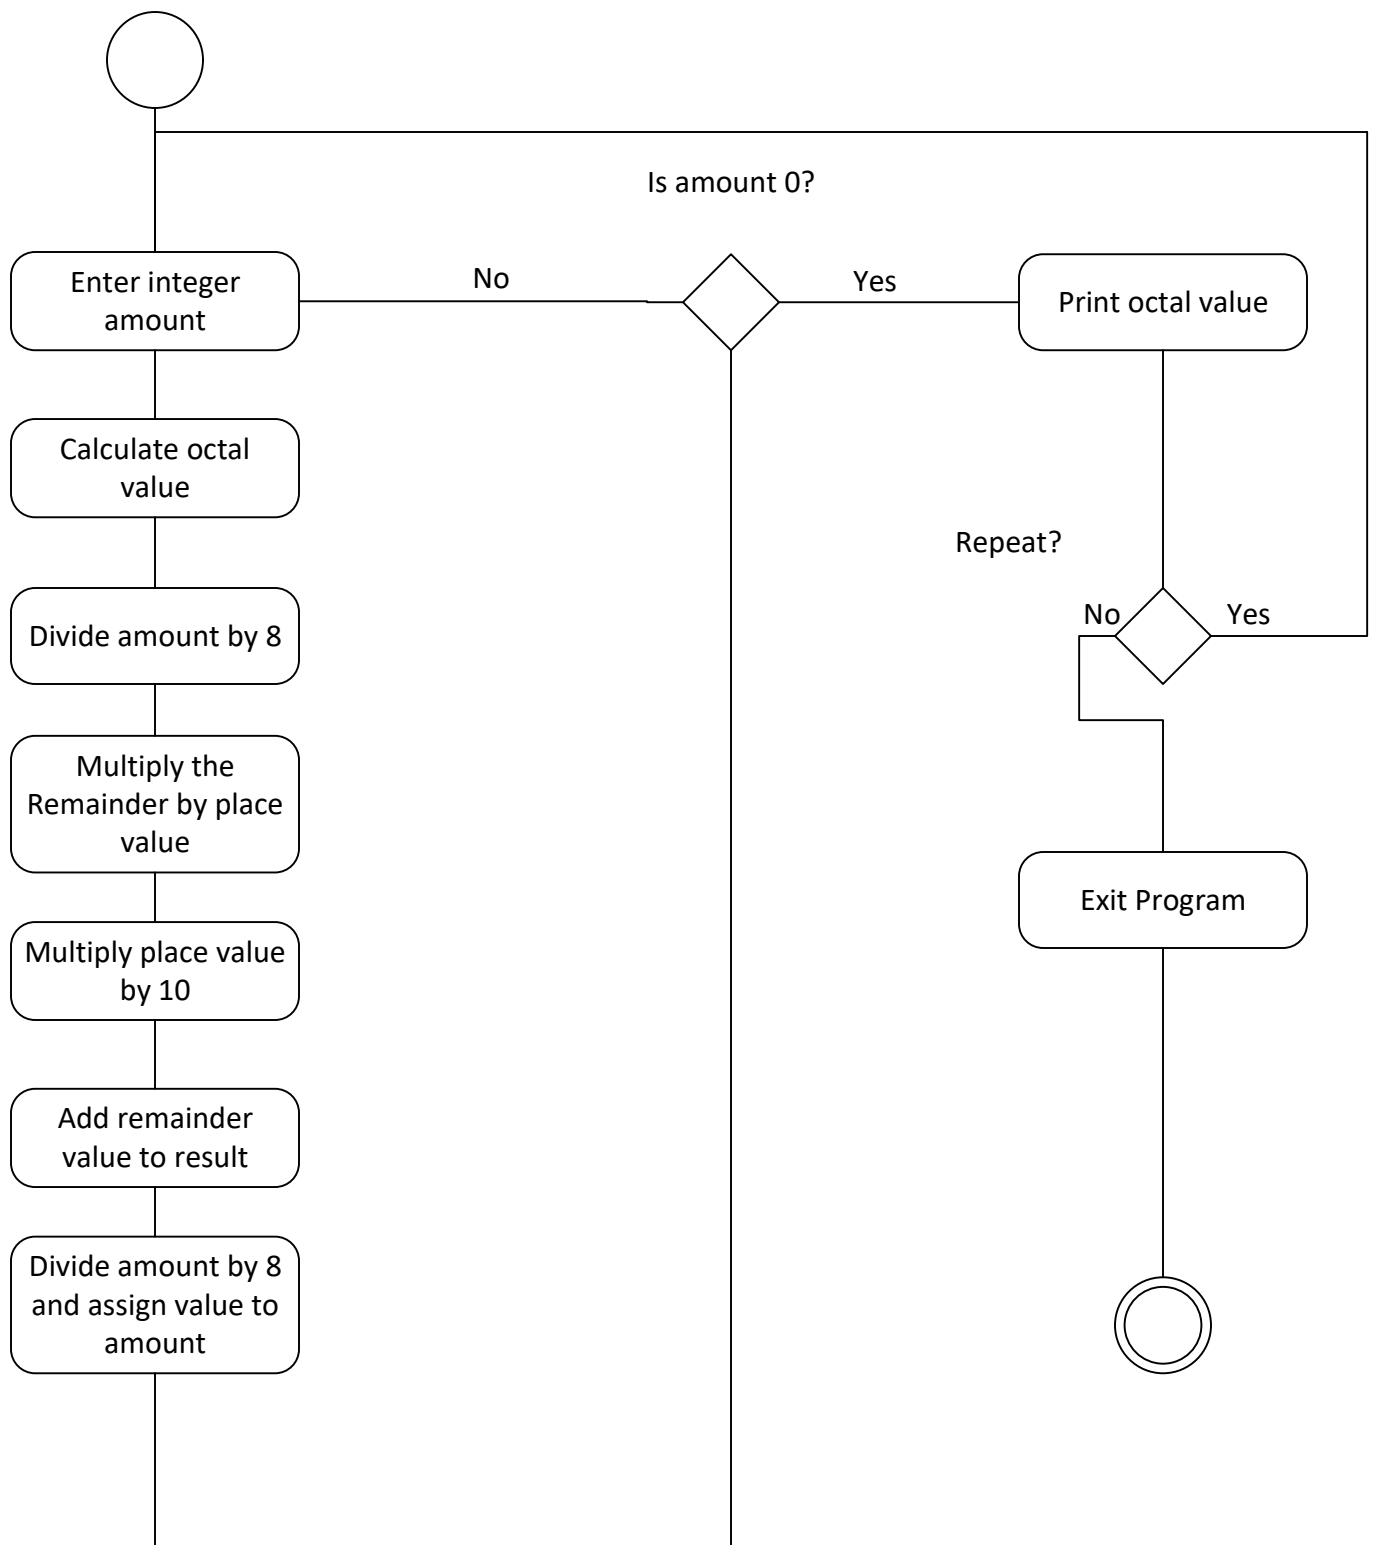 Is amount 0?
Enter integer
amount
No
Yes
Print octal value
Calculate octal
value
Repeat?
No
Yes
Divide amount by 8
Multiply the
Remainder by place
value
Exit Program
Multiply place value
by 10
Add remainder
value to result
Divide amount by 8
and assign value to
amount